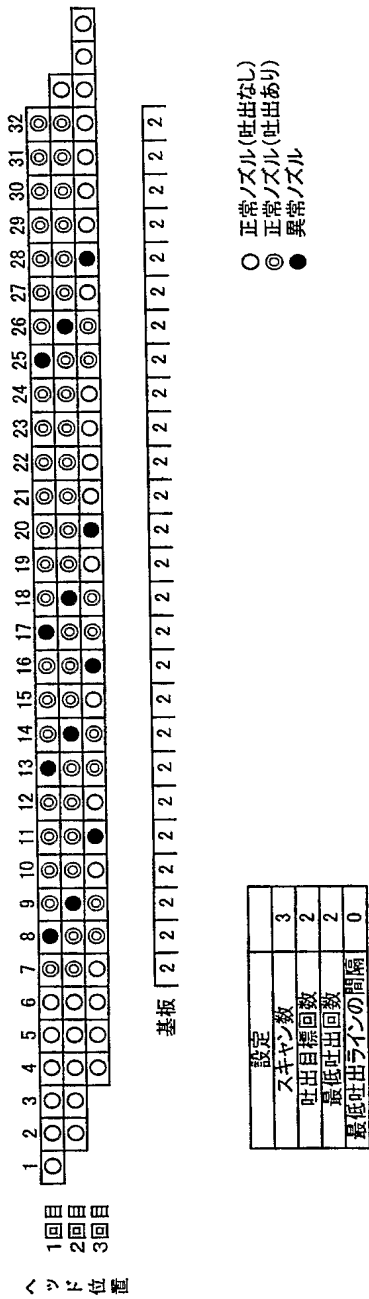 1 2 3 4 5 6 7 8 9 10 11 12 13 14 15 16 17 18 19 20 21 22 23 24 25 26 27 28 29 30 31 32
ヘッド位置
1回目
2回目
3回目
基板 2 2 2 2 2 2 2 2 2 2 2 2 2 2 2 2 2 2 2 2 2 2 2 2 2 2
設定
スキャン数 3
吐出目標回数 2
最低吐出回数 2
最低吐出ラインの間隔 0
○ 正常ノズル(吐出なし)
◎ 正常ノズル(吐出あり)
● 異常ノズル